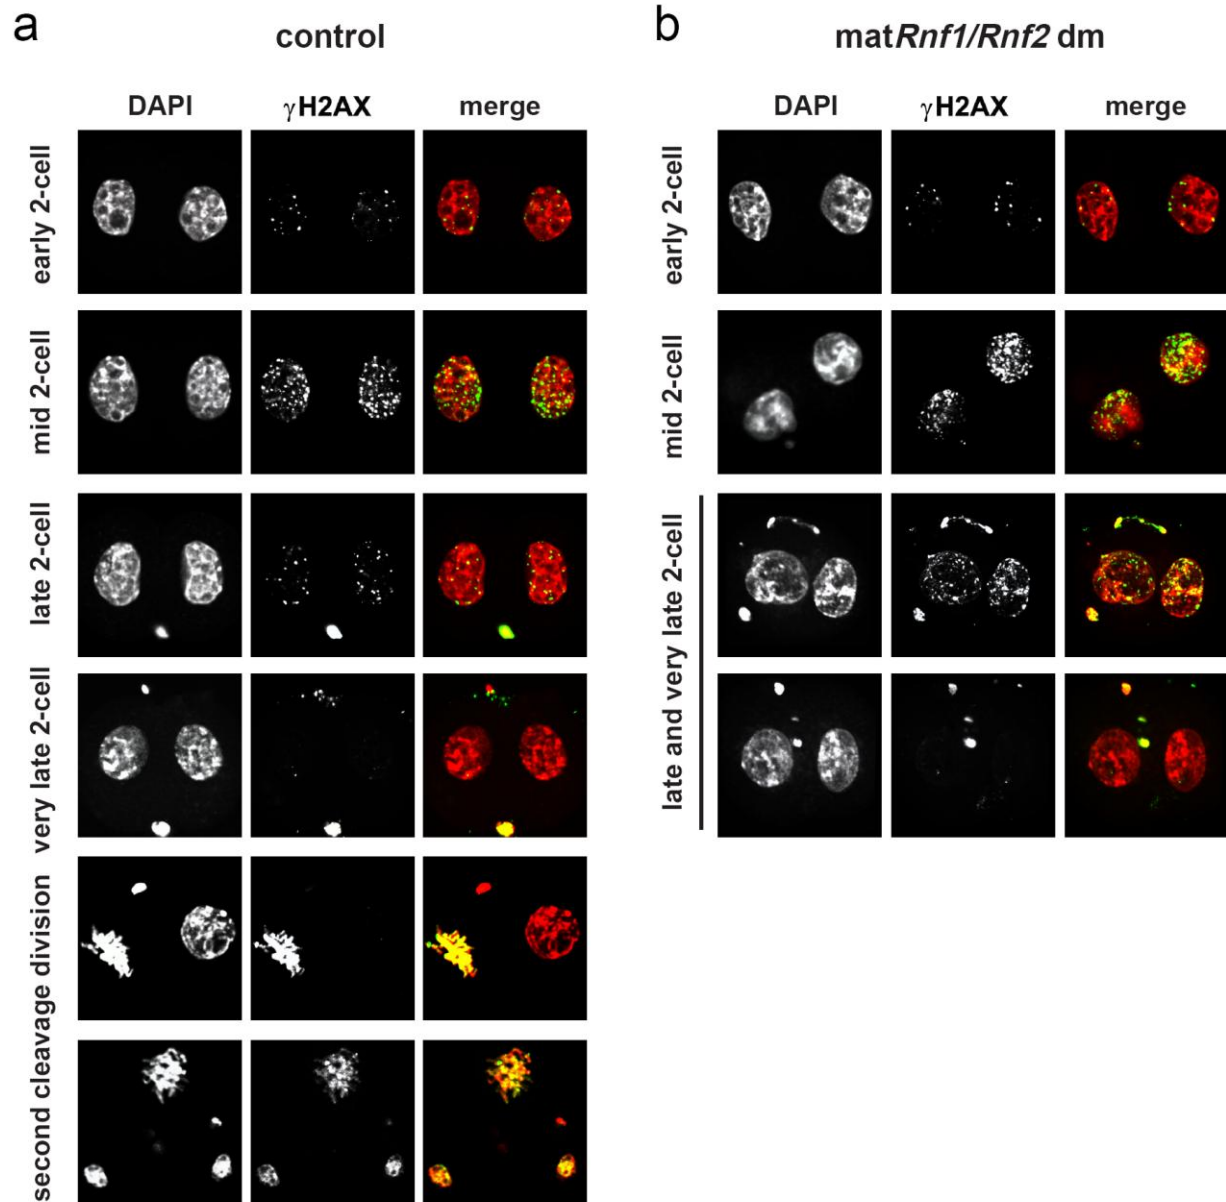 a
control
DAPI
γH2AX
merge
early 2-cell
mid 2-cell
late 2-cell
very late 2-cell
second cleavage division
b
matRnf1/Rnf2 dm
DAPI
γH2AX
merge
early 2-cell
mid 2-cell
late and very late 2-cell